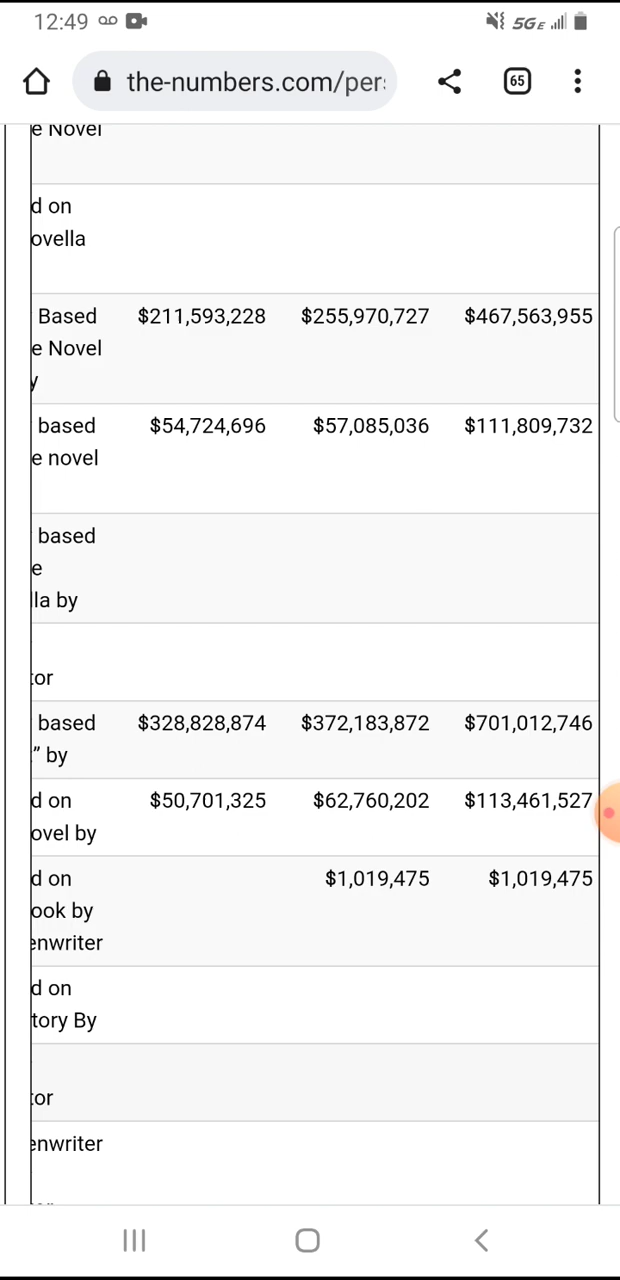 12:49 5GE
the-numbers.com/per
65
e Novel
d on
ovella
Based $211,593,228 $255,970,727 $467,563,955
e Novel
y
based $54,724,696 $57,085,036 $111,809,732
e novel
based
e
lla by
tor
based $328,828,874 $372,183,872 $701,012,746
" by
d on $50,701,325 $62,760,202 $113,461,527
ovel by
d on $1,019,475 $1,019,475
ook by
enwriter
d on
tory By
tor
enwriter